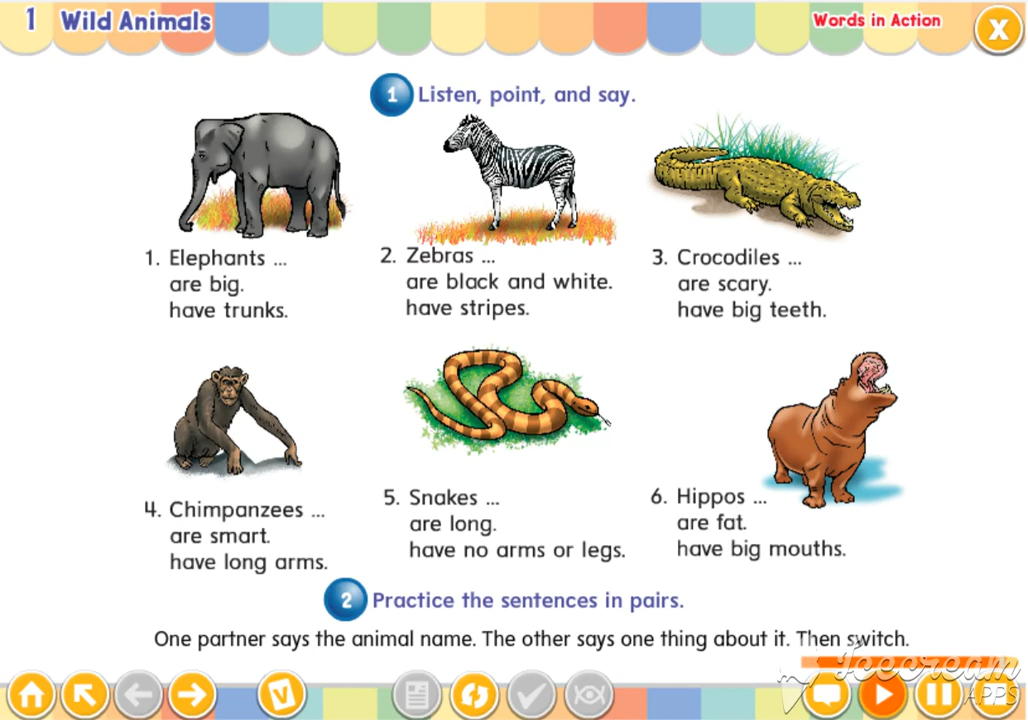 1 Wild Animals
Words in Action
X
1 Listen, point, and say.
1. Elephants ...
are big.
have trunks.
2. Zebras ...
are black and white.
have stripes.
3. Crocodiles ...
are scary.
have big teeth.
4. Chimpanzees ...
are smart.
have long arms.
5. Snakes ...
are long.
have no arms or legs.
6. Hippos ...
are fat.
have big mouths.
2 Practice the sentences in pairs.
One partner says the animal name. The other says one thing about it. Then switch.
V
Icecream
APPS